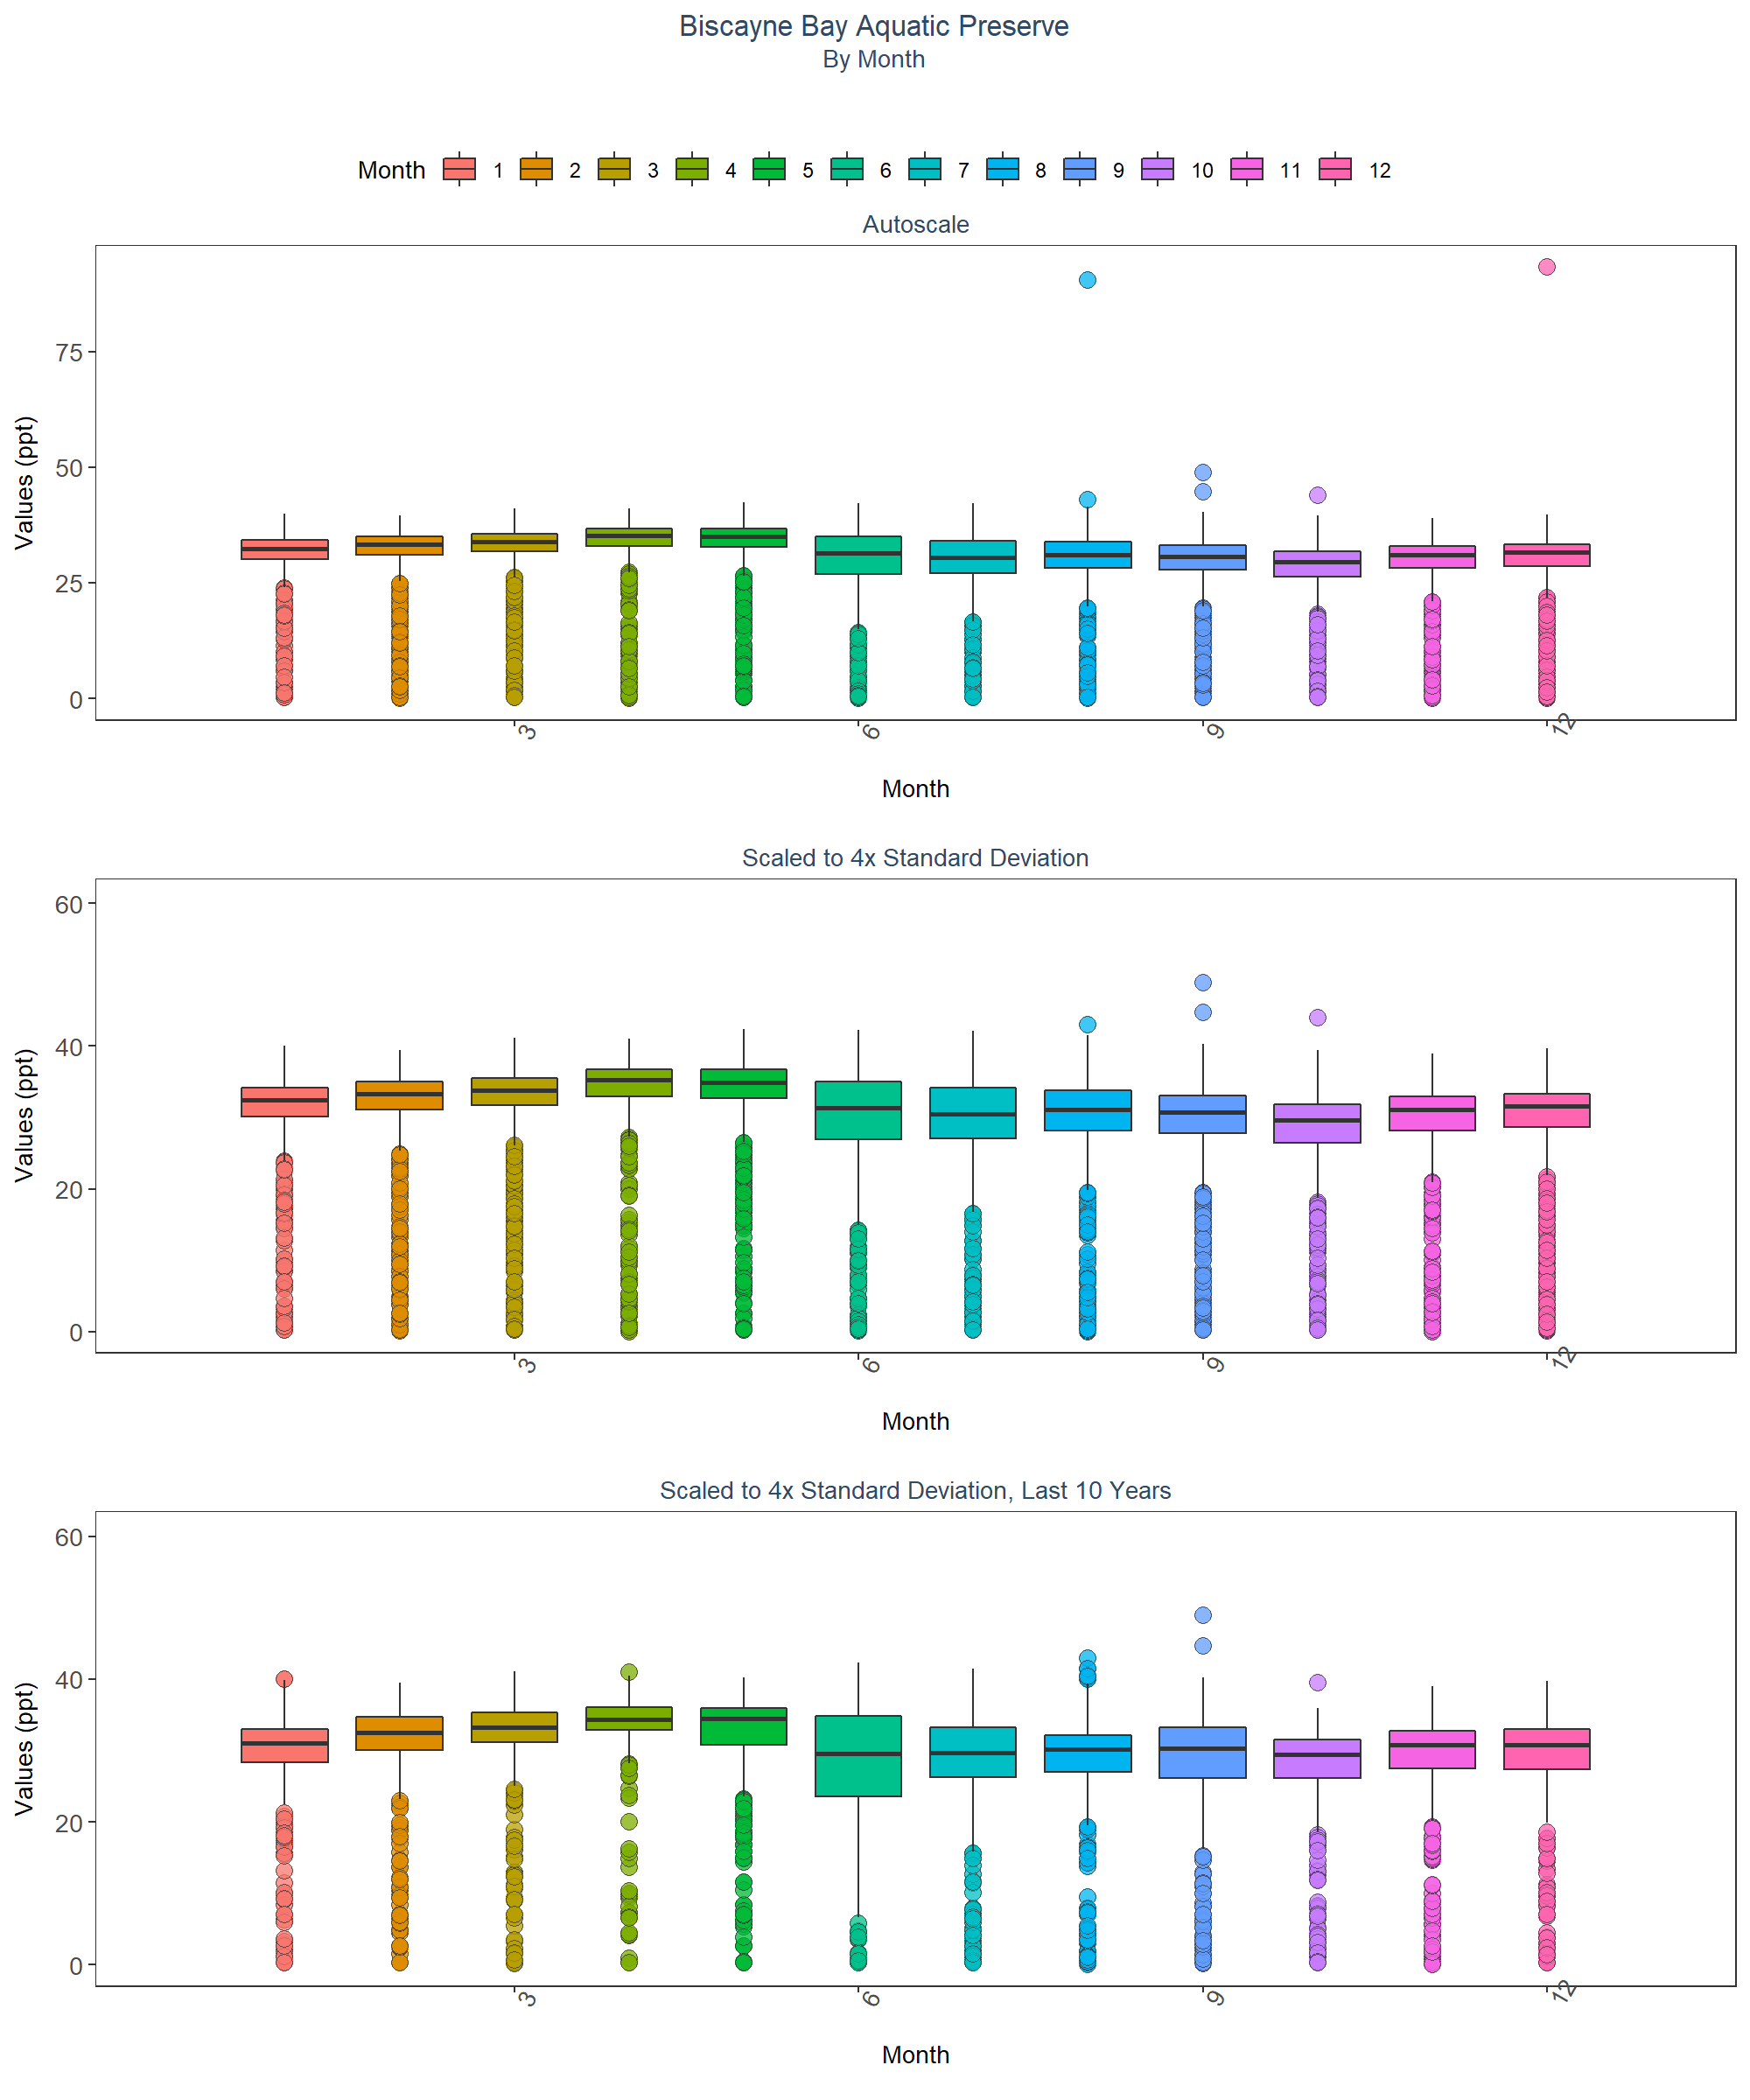 Biscayne Bay Aquatic Preserve
By Month
Month 1 2 3 4 5 6 7 8 9 10 11 12
Autoscale
Values (ppt)
75
50
25
0
3 6 9 12
Month
Scaled to 4x Standard Deviation
Values (ppt)
60
40
20
0
3 6 9 12
Month
Scaled to 4x Standard Deviation, Last 10 Years
Values (ppt)
60
40
20
0
3 6 9 12
Month